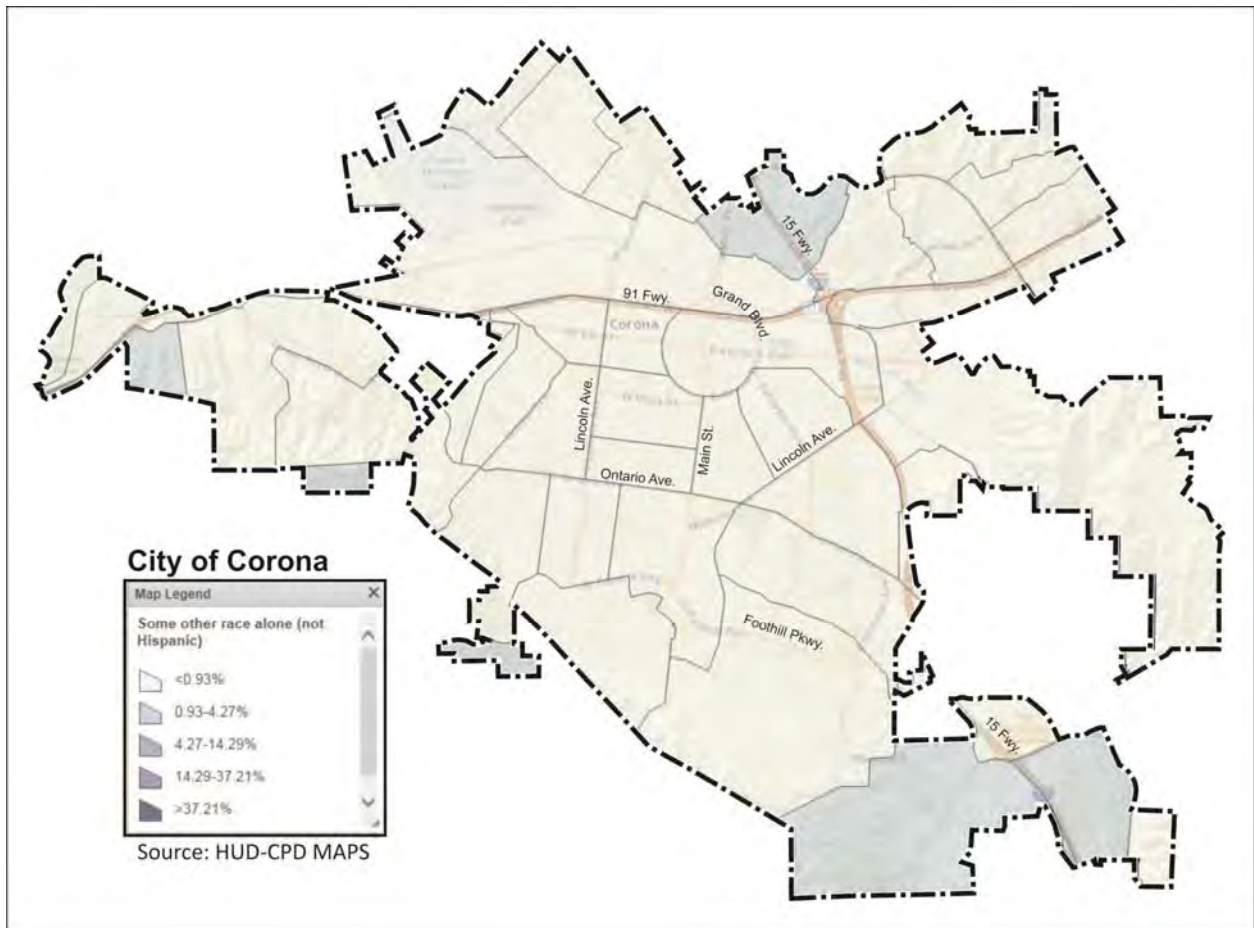 15 Fwy.
91 Fwy.
Grand Blvd.
Corona
Lincoln Ave.
Main St.
Lincoln Ave.
Ontario Ave.
Foothill Pkwy.
15 Fwy.
City of Corona
Map Legend
Some other race alone (not
Hispanic)
<0.93%
0.93-4.27%
4.27-14.29%
14.29-37.21%
>37.21%
Source: HUD-CPD MAPS